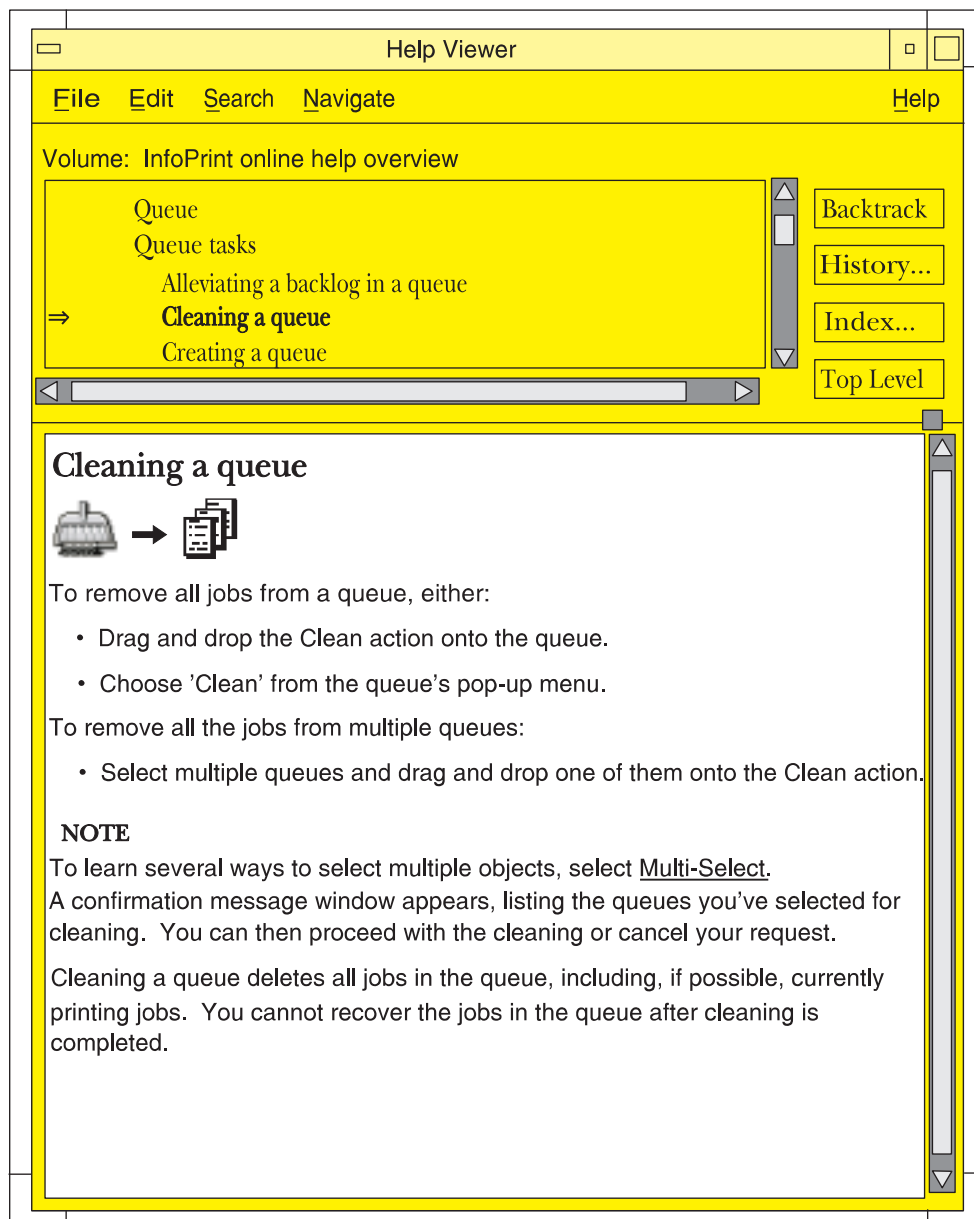 Help Viewer
File Edit Search Navigate Help
Volume: InfoPrint online help overview
Queue
Queue tasks
Alleviating a backlog in a queue
⇒ Cleaning a queue
Creating a queue
Backtrack
History...
Index...
Top Level
Cleaning a queue
To remove all jobs from a queue, either:
• Drag and drop the Clean action onto the queue.
• Choose ’Clean’ from the queue’s pop-up menu.
To remove all the jobs from multiple queues:
• Select multiple queues and drag and drop one of them onto the Clean action.
NOTE
To learn several ways to select multiple objects, select Multi-Select.
A confirmation message window appears, listing the queues you’ve selected for
cleaning. You can then proceed with the cleaning or cancel your request.
Cleaning a queue deletes all jobs in the queue, including, if possible, currently
printing jobs. You cannot recover the jobs in the queue after cleaning is
completed.